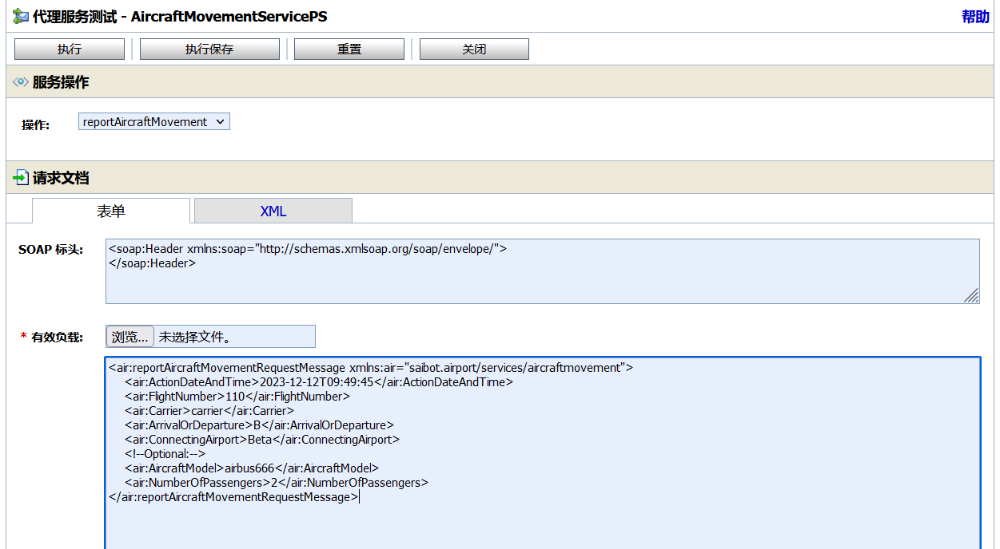 代理服务测试 - AircraftMovementServicePS
帮助
执行
执行保存
重置
关闭
服务操作
操作:
reportAircraftMovement
请求文档
表单
XML
SOAP 标头:
<soap:Header xmlns:soap="http://schemas.xmlsoap.org/soap/envelope/">
</soap:Header>
* 有效负载:
浏览... 未选择文件。
<air:reportAircraftMovementRequestMessage xmlns:air="saibot.airport/services/aircraftmovement">
<air:ActionDateAndTime>2023-12-12T09:49:45</air:ActionDateAndTime>
<air:FlightNumber>110</air:FlightNumber>
<air:Carrier>carrier</air:Carrier>
<air:ArrivalOrDeparture>B</air:ArrivalOrDeparture>
<air:ConnectingAirport>Beta</air:ConnectingAirport>
<!--Optional:-->
<air:AircraftModel>airbus666</air:AircraftModel>
<air:NumberOfPassengers>2</air:NumberOfPassengers>
</air:reportAircraftMovementRequestMessage>